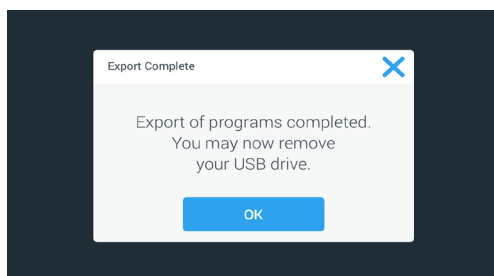 Export Complete
Export of programs completed.
You may now remove
your USB drive.
OK